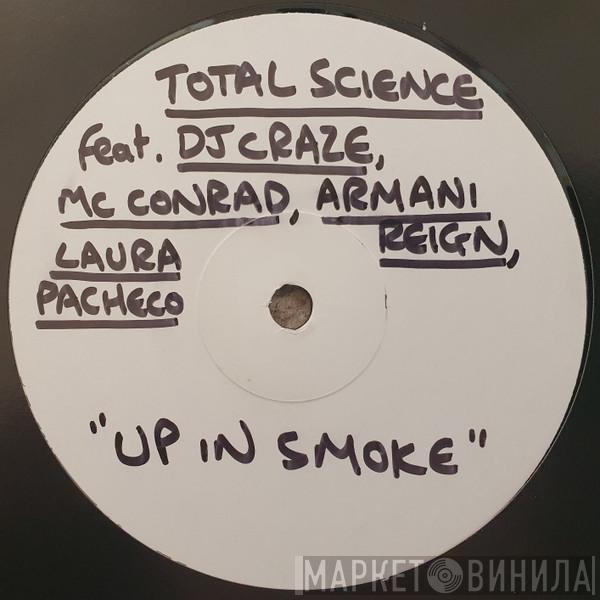 TOTAL SCIENCE
feat. DJ CRAZE,
MC CONRAD, ARMANI
REIGN,
LAURA
PACHECO
"UP IN SMOKE"
МАРКЕТ ВИНИЛА